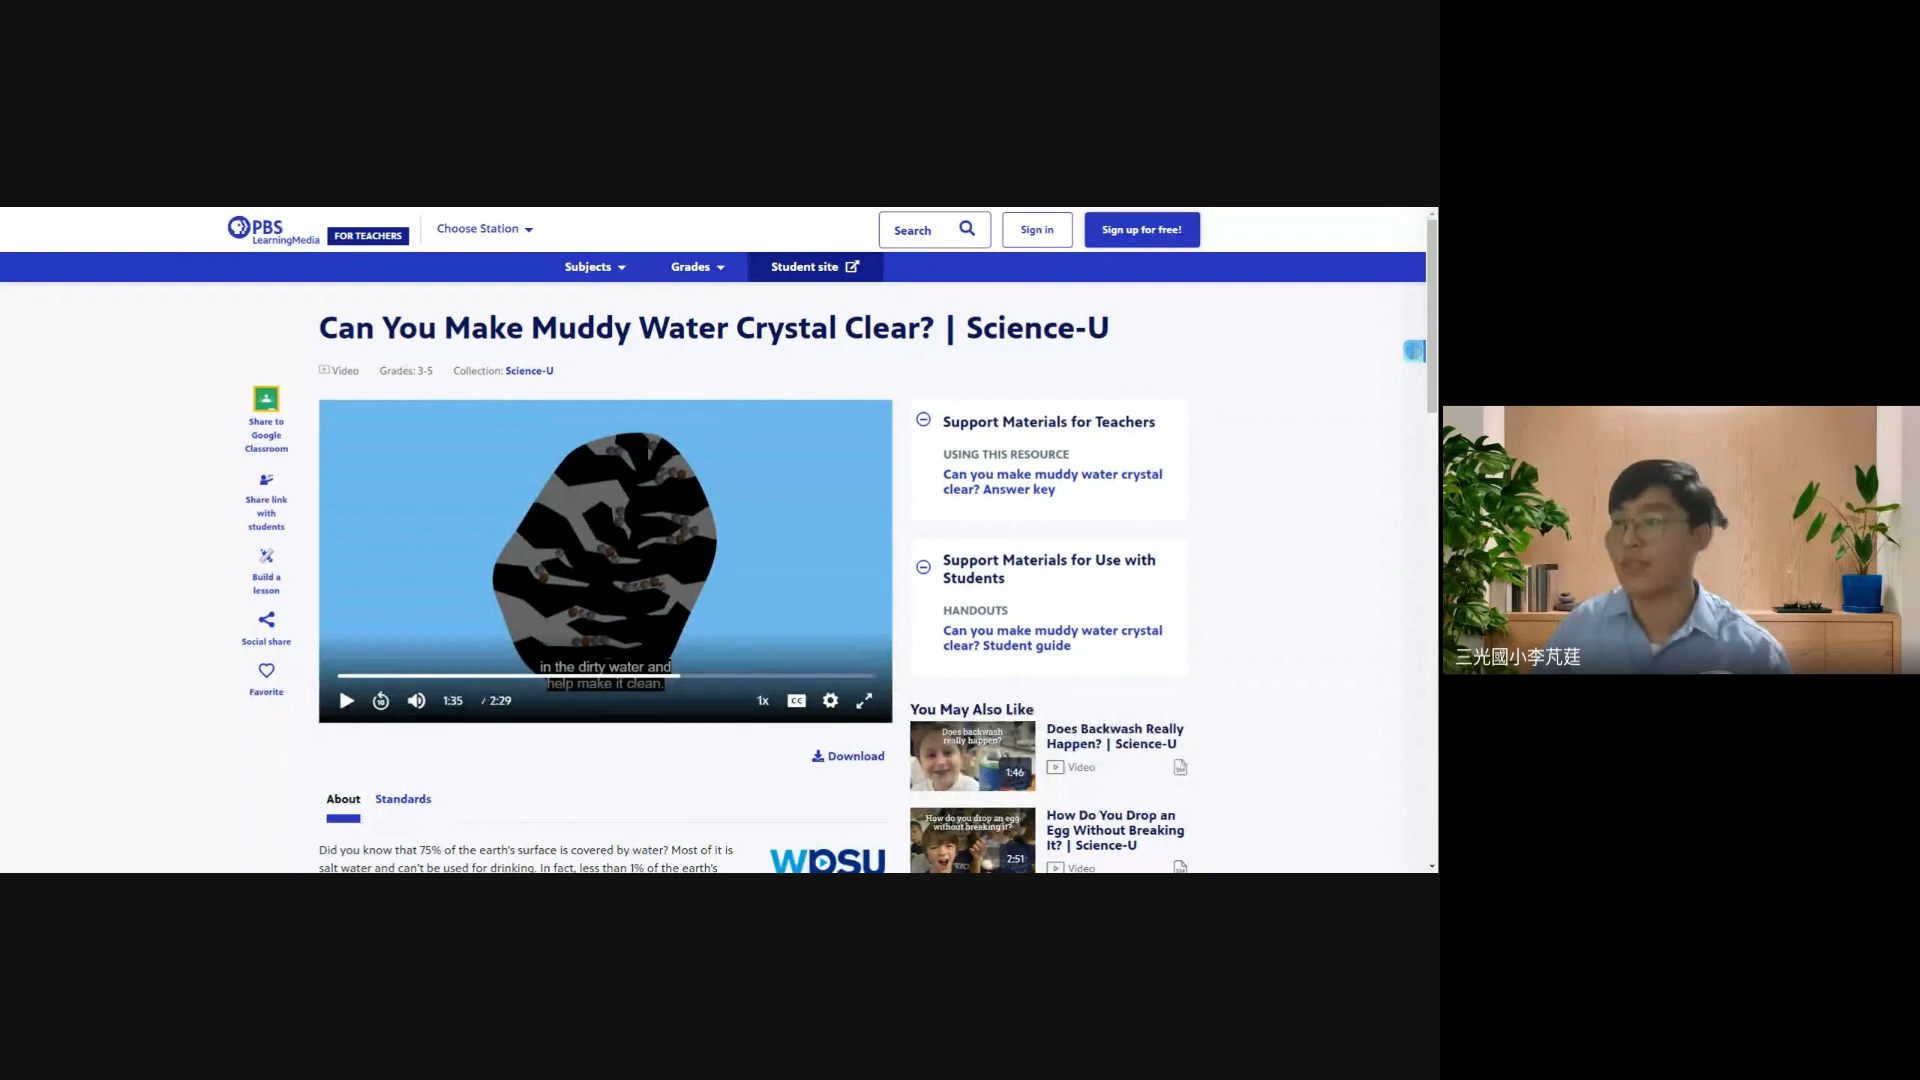 PBS
LearningMedia
FOR TEACHERS
Choose Station
Search
Sign in
Sign up for free!
Subjects
Grades
Student site
Can You Make Muddy Water Crystal Clear? | Science-U
Video
Grades: 3-5
Collection: Science-U
Share to
Google
Classroom
Share link
with
students
Build a
lesson
Social share
Favorite
in the dirty water and
help make it clean.
10
1:35 / 2:29
1x
CC
Download
About
Standards
Did you know that 75% of the earth's surface is covered by water? Most of it is
salt water and can't be used for drinking. In fact, less than 1% of the earth's
WPSU
Support Materials for Teachers
USING THIS RESOURCE
Can you make muddy water crystal
clear? Answer key
Support Materials for Use with
Students
HANDOUTS
Can you make muddy water crystal
clear? Student guide
You May Also Like
Does backwash
really happen?
1:46
Does Backwash Really
Happen? | Science-U
Video
How do you drop an egg
without breaking it?
2:51
How Do You Drop an
Egg Without Breaking
It? | Science-U
Video
三光國小李芃莛